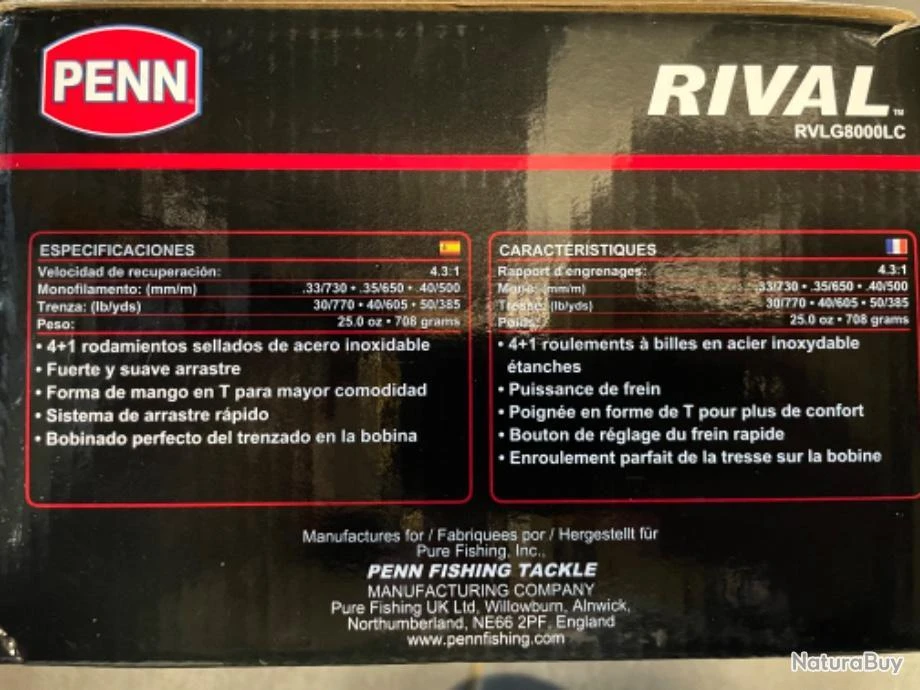 PENN
RIVAL™
RVLG8000LC
ESPECIFICACIONES
Velocidad de recuperación: 4.3:1
Monofilamento: (mm/m) .33/730 • .35/650 • .40/500
Trenza: (lb/yds) 30/770 • 40/605 • 50/385
Peso: 25.0 oz • 708 grams
• 4+1 rodamientos sellados de acero inoxidable
• Fuerte y suave arrastre
• Forma de mango en T para mayor comodidad
• Sistema de arrastre rápido
• Bobinado perfecto del trenzado en la bobina
CARACTÉRISTIQUES
Rapport d'engrenages: 4.3:1
Mono: (mm/m) .33/730 • .35/650 • .40/500
Tresse: (lb/yds) 30/770 • 40/605 • 50/385
Poids: 25.0 oz • 708 grams
• 4+1 roulements à billes en acier inoxydable
étanches
• Puissance de frein
• Poignée en forme de T pour plus de confort
• Bouton de réglage du frein rapide
• Enroulement parfait de la tresse sur la bobine
Manufactures for / Fabriquees por / Hergestellt für
Pure Fishing, Inc.,
PENN FISHING TACKLE
MANUFACTURING COMPANY
Pure Fishing UK Ltd, Willowburn, Alnwick,
Northumberland, NE66 2PF, England
www.pennfishing.com
NaturaBuy